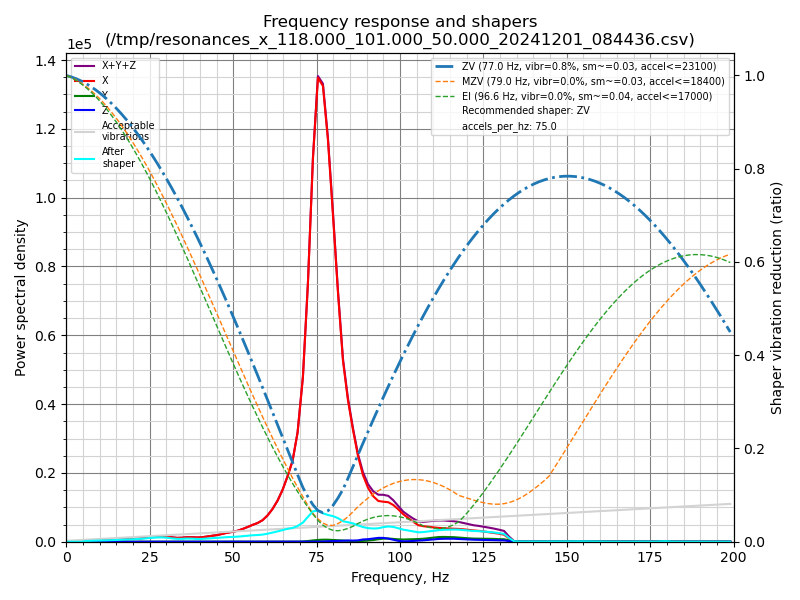 Frequency response and shapers
(/tmp/resonances_x_118.000_101.000_50.000_20241201_084436.csv)
1e5
X+Y+Z
X
Y
Z
Acceptable
vibrations
After
shaper
ZV (77.0 Hz, vibr=0.8%, sm~=0.03, accel<=23100)
MZV (79.0 Hz, vibr=0.0%, sm~=0.03, accel<=18400)
EI (96.6 Hz, vibr=0.0%, sm~=0.04, accel<=17000)
Recommended shaper: ZV
accels_per_hz: 75.0
Power spectral density
1.4
1.2
1.0
0.8
0.6
0.4
0.2
0.0
1.0
0.8
0.6
0.4
0.2
0.0
Shaper vibration reduction (ratio)
0 25 50 75 100 125 150 175 200
Frequency, Hz